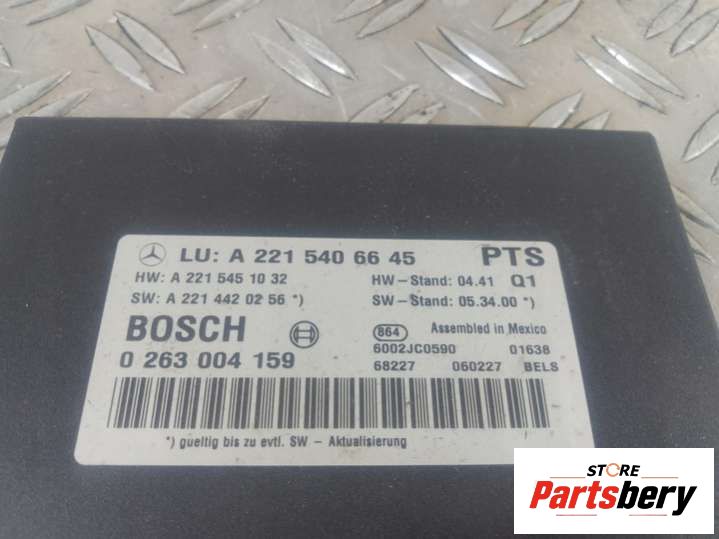 LU: A 221 540 66 45 PTS
HW: A 221 545 10 32 HW-Stand: 04.41 Q1
SW: A 221 442 02 56 *) SW-Stand: 05.34.00 *)
BOSCH 864 Assembled in Mexico
0 263 004 159 6002JC0590 01638
68227 060227 BELS
*) gueltig bis zu evtl. SW - Aktualisierung
STORE
Partsbery